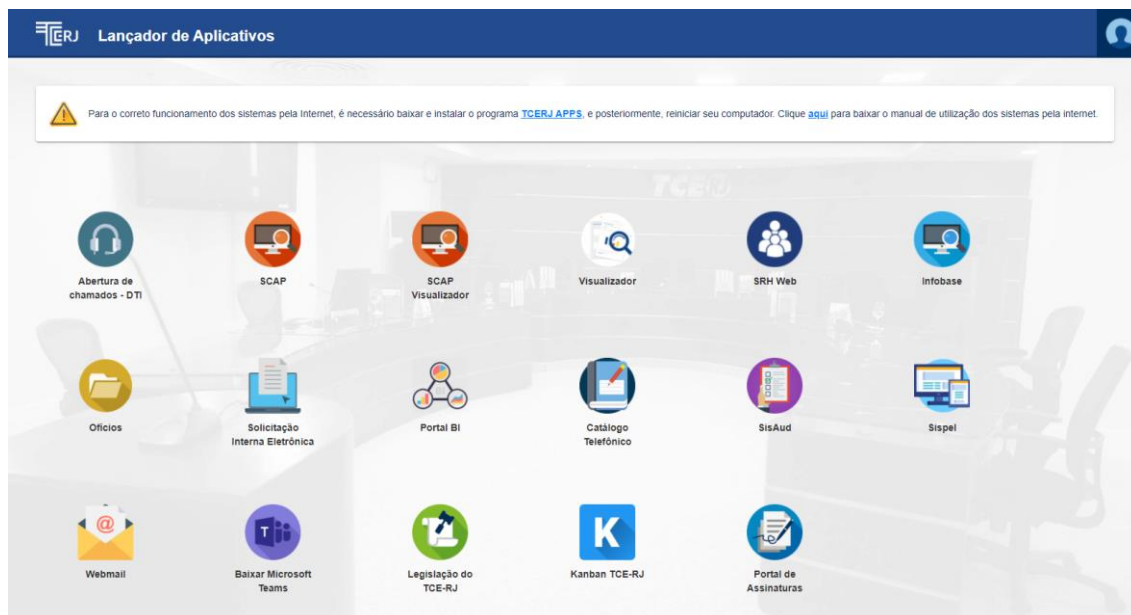 TCERJ Lançador de Aplicativos
Para o correto funcionamento dos sistemas pela Internet, é necessário baixar e instalar o programa TCERJ APPS, e posteriormente, reiniciar seu computador. Clique aqui para baixar o manual de utilização dos sistemas pela internet.
TCERJ
Abertura de
chamados - DTI
SCAP
SCAP
Visualizador
Visualizador
SRH Web
Infobase
Ofícios
Solicitação
Interna Eletrônica
Portal BI
Catálogo
Telefônico
SisAud
Sispel
@
Webmail
T
Baixar Microsoft
Teams
Legislação do
TCE-RJ
K
Kanban TCE-RJ
Portal de
Assinaturas